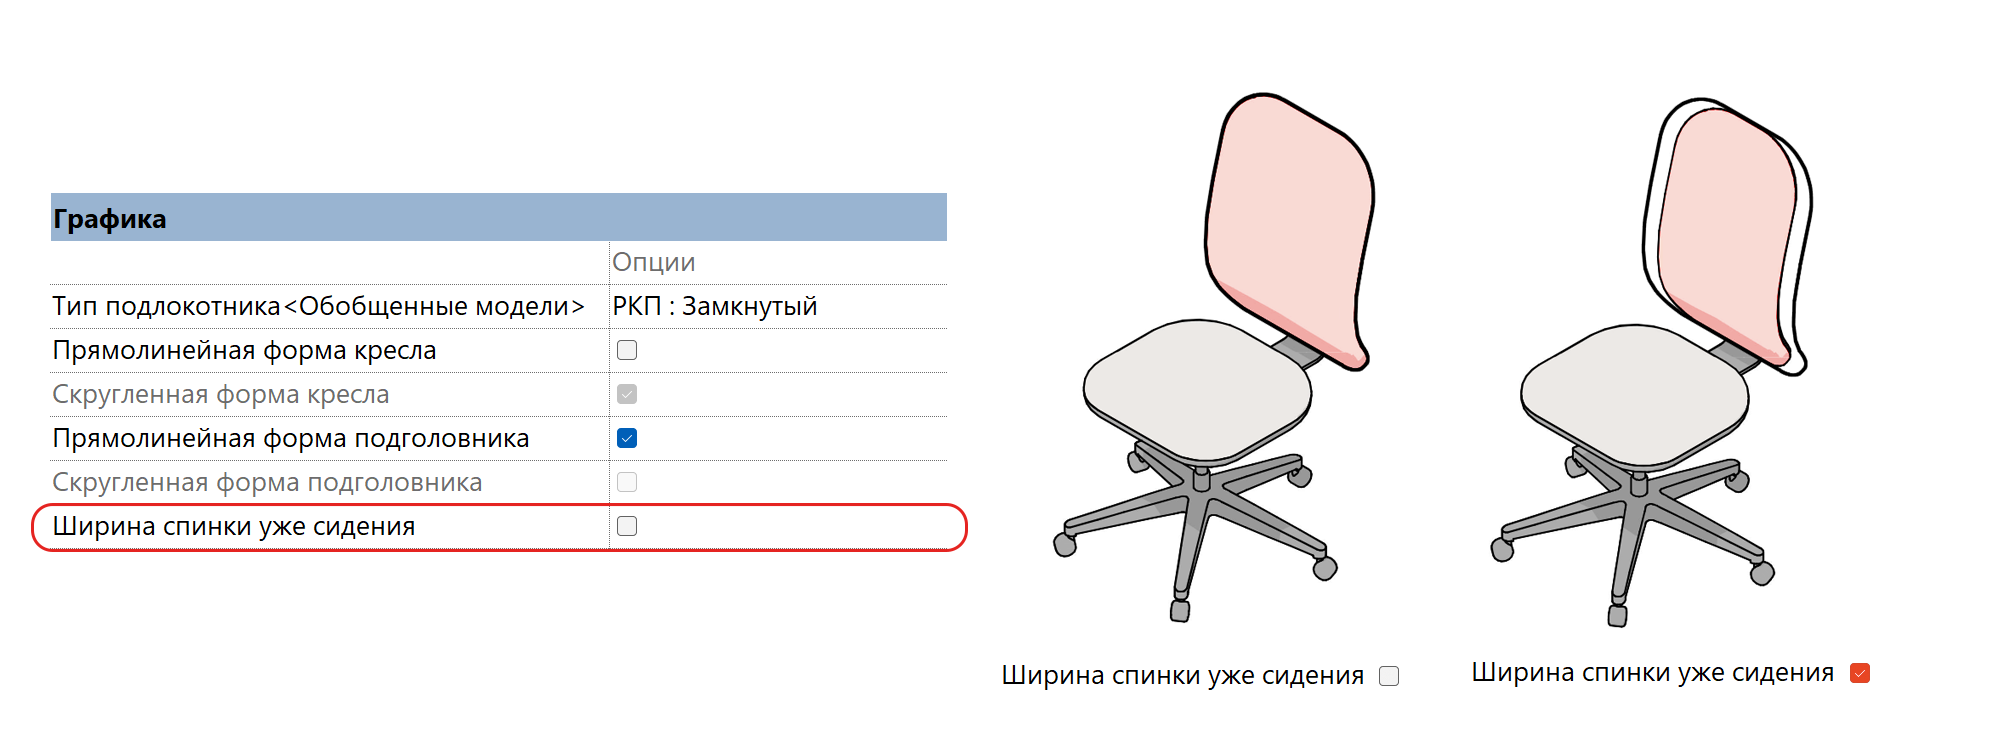 Графика
Опции
Тип подлокотника<Обобщенные модели> РКП : Замкнутый
Прямолинейная форма кресла
Скругленная форма кресла
Прямолинейная форма подголовника
Скругленная форма подголовника
Ширина спинки уже сидения
Ширина спинки уже сидения
Ширина спинки уже сидения